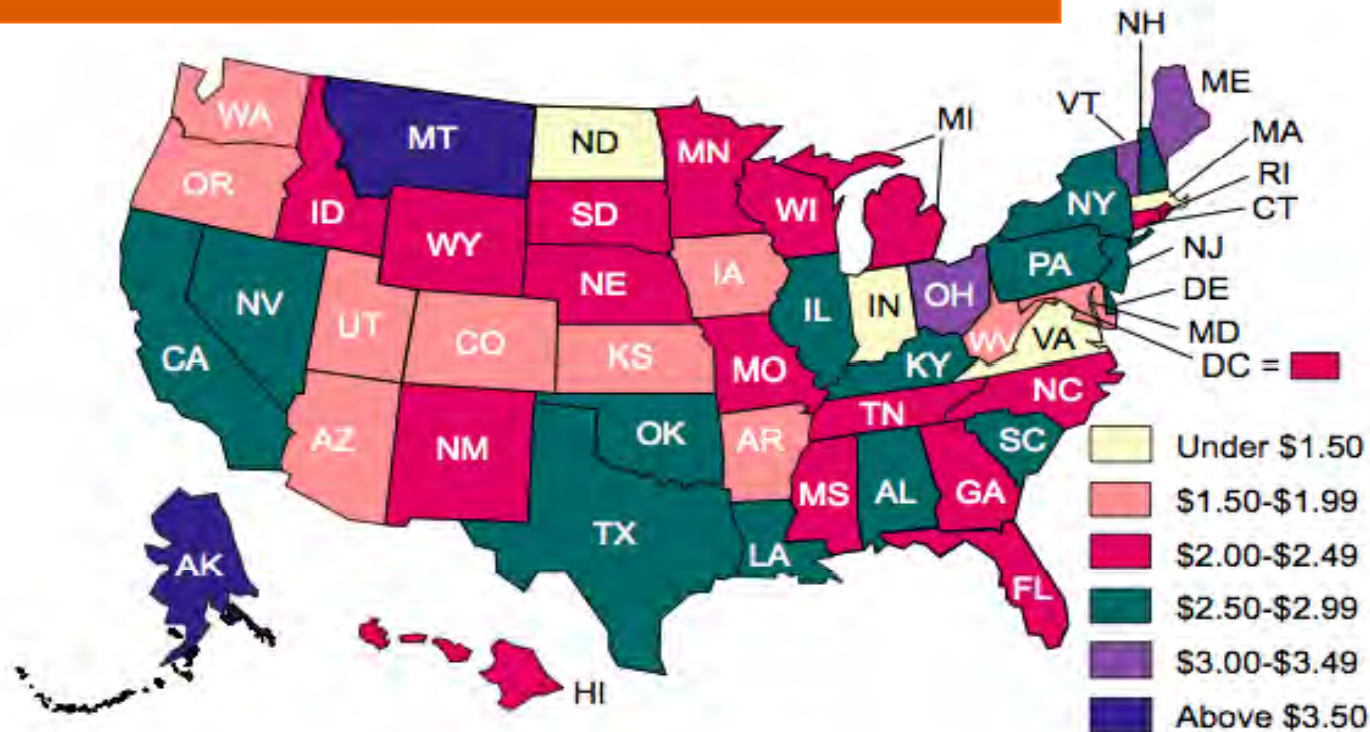 NH
ME
VT
MI
MA
WA
MT
ND
MN
RI
OR
ID
SD
WI
NY
CT
WY
NJ
PA
IA
NE
OH
DE
NV
IL
IN
UT
CO
WV
VA
MD
CA
KS
MO
KY
DC = 
NC
TN
AZ
NM
OK
AR
SC
Under $1.50
MS
AL
GA
$1.50-$1.99
TX
LA
$2.00-$2.49
AK
FL
$2.50-$2.99
$3.00-$3.49
HI
Above $3.50